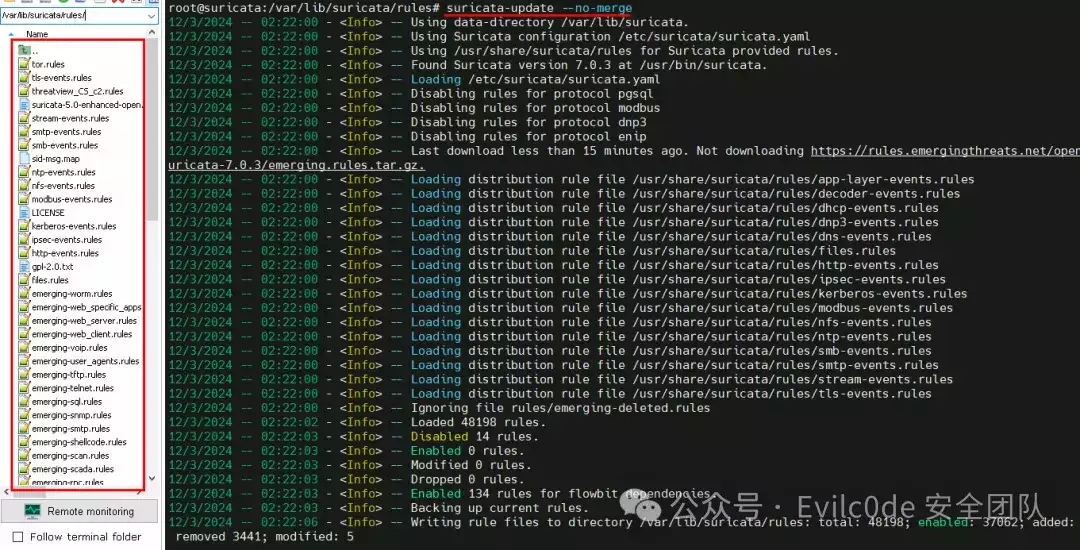 /var/lib/suricata/rules/
Name
..
tor.rules
tls-events.rules
threatview_CS_c2.rules
suricata-5.0-enhanced-open.
stream-events.rules
smtp-events.rules
smb-events.rules
sid-msg.map
ntp-events.rules
nfs-events.rules
modbus-events.rules
LICENSE
kerberos-events.rules
ipsec-events.rules
http-events.rules
gpl-2.0.txt
files.rules
emerging-worm.rules
emerging-web_specific_apps
emerging-web_server.rules
emerging-web_client.rules
emerging-voip.rules
emerging-user_agents.rules
emerging-tftp.rules
emerging-telnet.rules
emerging-sql.rules
emerging-snmp.rules
emerging-smtp.rules
emerging-shellcode.rules
emerging-scan.rules
emerging-scada.rules
emerging-rpc.rules
Remote monitoring
Follow terminal folder
root@suricata:/var/lib/suricata/rules# suricata-update --no-merge
12/3/2024 -- 02:22:00 - <Info> -- Using data-directory /var/lib/suricata.
12/3/2024 -- 02:22:00 - <Info> -- Using Suricata configuration /etc/suricata/suricata.yaml
12/3/2024 -- 02:22:00 - <Info> -- Using /usr/share/suricata/rules for Suricata provided rules.
12/3/2024 -- 02:22:00 - <Info> -- Found Suricata version 7.0.3 at /usr/bin/suricata.
12/3/2024 -- 02:22:00 - <Info> -- Loading /etc/suricata/suricata.yaml
12/3/2024 -- 02:22:00 - <Info> -- Disabling rules for protocol pgsql
12/3/2024 -- 02:22:00 - <Info> -- Disabling rules for protocol modbus
12/3/2024 -- 02:22:00 - <Info> -- Disabling rules for protocol dnp3
12/3/2024 -- 02:22:00 - <Info> -- Disabling rules for protocol enip
12/3/2024 -- 02:22:00 - <Info> -- Last download less than 15 minutes ago. Not downloading https://rules.emergingthreats.net/open
uricata-7.0.3/emerging.rules.tar.gz.
12/3/2024 -- 02:22:00 - <Info> -- Loading distribution rule file /usr/share/suricata/rules/app-layer-events.rules
12/3/2024 -- 02:22:00 - <Info> -- Loading distribution rule file /usr/share/suricata/rules/decoder-events.rules
12/3/2024 -- 02:22:00 - <Info> -- Loading distribution rule file /usr/share/suricata/rules/dhcp-events.rules
12/3/2024 -- 02:22:00 - <Info> -- Loading distribution rule file /usr/share/suricata/rules/dnp3-events.rules
12/3/2024 -- 02:22:00 - <Info> -- Loading distribution rule file /usr/share/suricata/rules/dns-events.rules
12/3/2024 -- 02:22:00 - <Info> -- Loading distribution rule file /usr/share/suricata/rules/files.rules
12/3/2024 -- 02:22:00 - <Info> -- Loading distribution rule file /usr/share/suricata/rules/http-events.rules
12/3/2024 -- 02:22:00 - <Info> -- Loading distribution rule file /usr/share/suricata/rules/ipsec-events.rules
12/3/2024 -- 02:22:00 - <Info> -- Loading distribution rule file /usr/share/suricata/rules/kerberos-events.rules
12/3/2024 -- 02:22:00 - <Info> -- Loading distribution rule file /usr/share/suricata/rules/modbus-events.rules
12/3/2024 -- 02:22:00 - <Info> -- Loading distribution rule file /usr/share/suricata/rules/nfs-events.rules
12/3/2024 -- 02:22:00 - <Info> -- Loading distribution rule file /usr/share/suricata/rules/ntp-events.rules
12/3/2024 -- 02:22:00 - <Info> -- Loading distribution rule file /usr/share/suricata/rules/smb-events.rules
12/3/2024 -- 02:22:00 - <Info> -- Loading distribution rule file /usr/share/suricata/rules/smtp-events.rules
12/3/2024 -- 02:22:00 - <Info> -- Loading distribution rule file /usr/share/suricata/rules/stream-events.rules
12/3/2024 -- 02:22:00 - <Info> -- Loading distribution rule file /usr/share/suricata/rules/tls-events.rules
12/3/2024 -- 02:22:00 - <Info> -- Ignoring file rules/emerging-deleted.rules
12/3/2024 -- 02:22:02 - <Info> -- Loaded 48198 rules.
12/3/2024 -- 02:22:03 - <Info> -- Disabled 14 rules.
12/3/2024 -- 02:22:03 - <Info> -- Enabled 0 rules.
12/3/2024 -- 02:22:03 - <Info> -- Modified 0 rules.
12/3/2024 -- 02:22:03 - <Info> -- Dropped 0 rules.
12/3/2024 -- 02:22:03 - <Info> -- Enabled 134 rules for flowbit dependencies.
12/3/2024 -- 02:22:03 - <Info> -- Backing up current rules.
12/3/2024 -- 02:22:06 - <Info> -- Writing rule files to directory /var/lib/suricata/rules: total: 48198; enabled: 37062; added:
removed 3441; modified: 5
公众号 · Evilc0de 安全团队